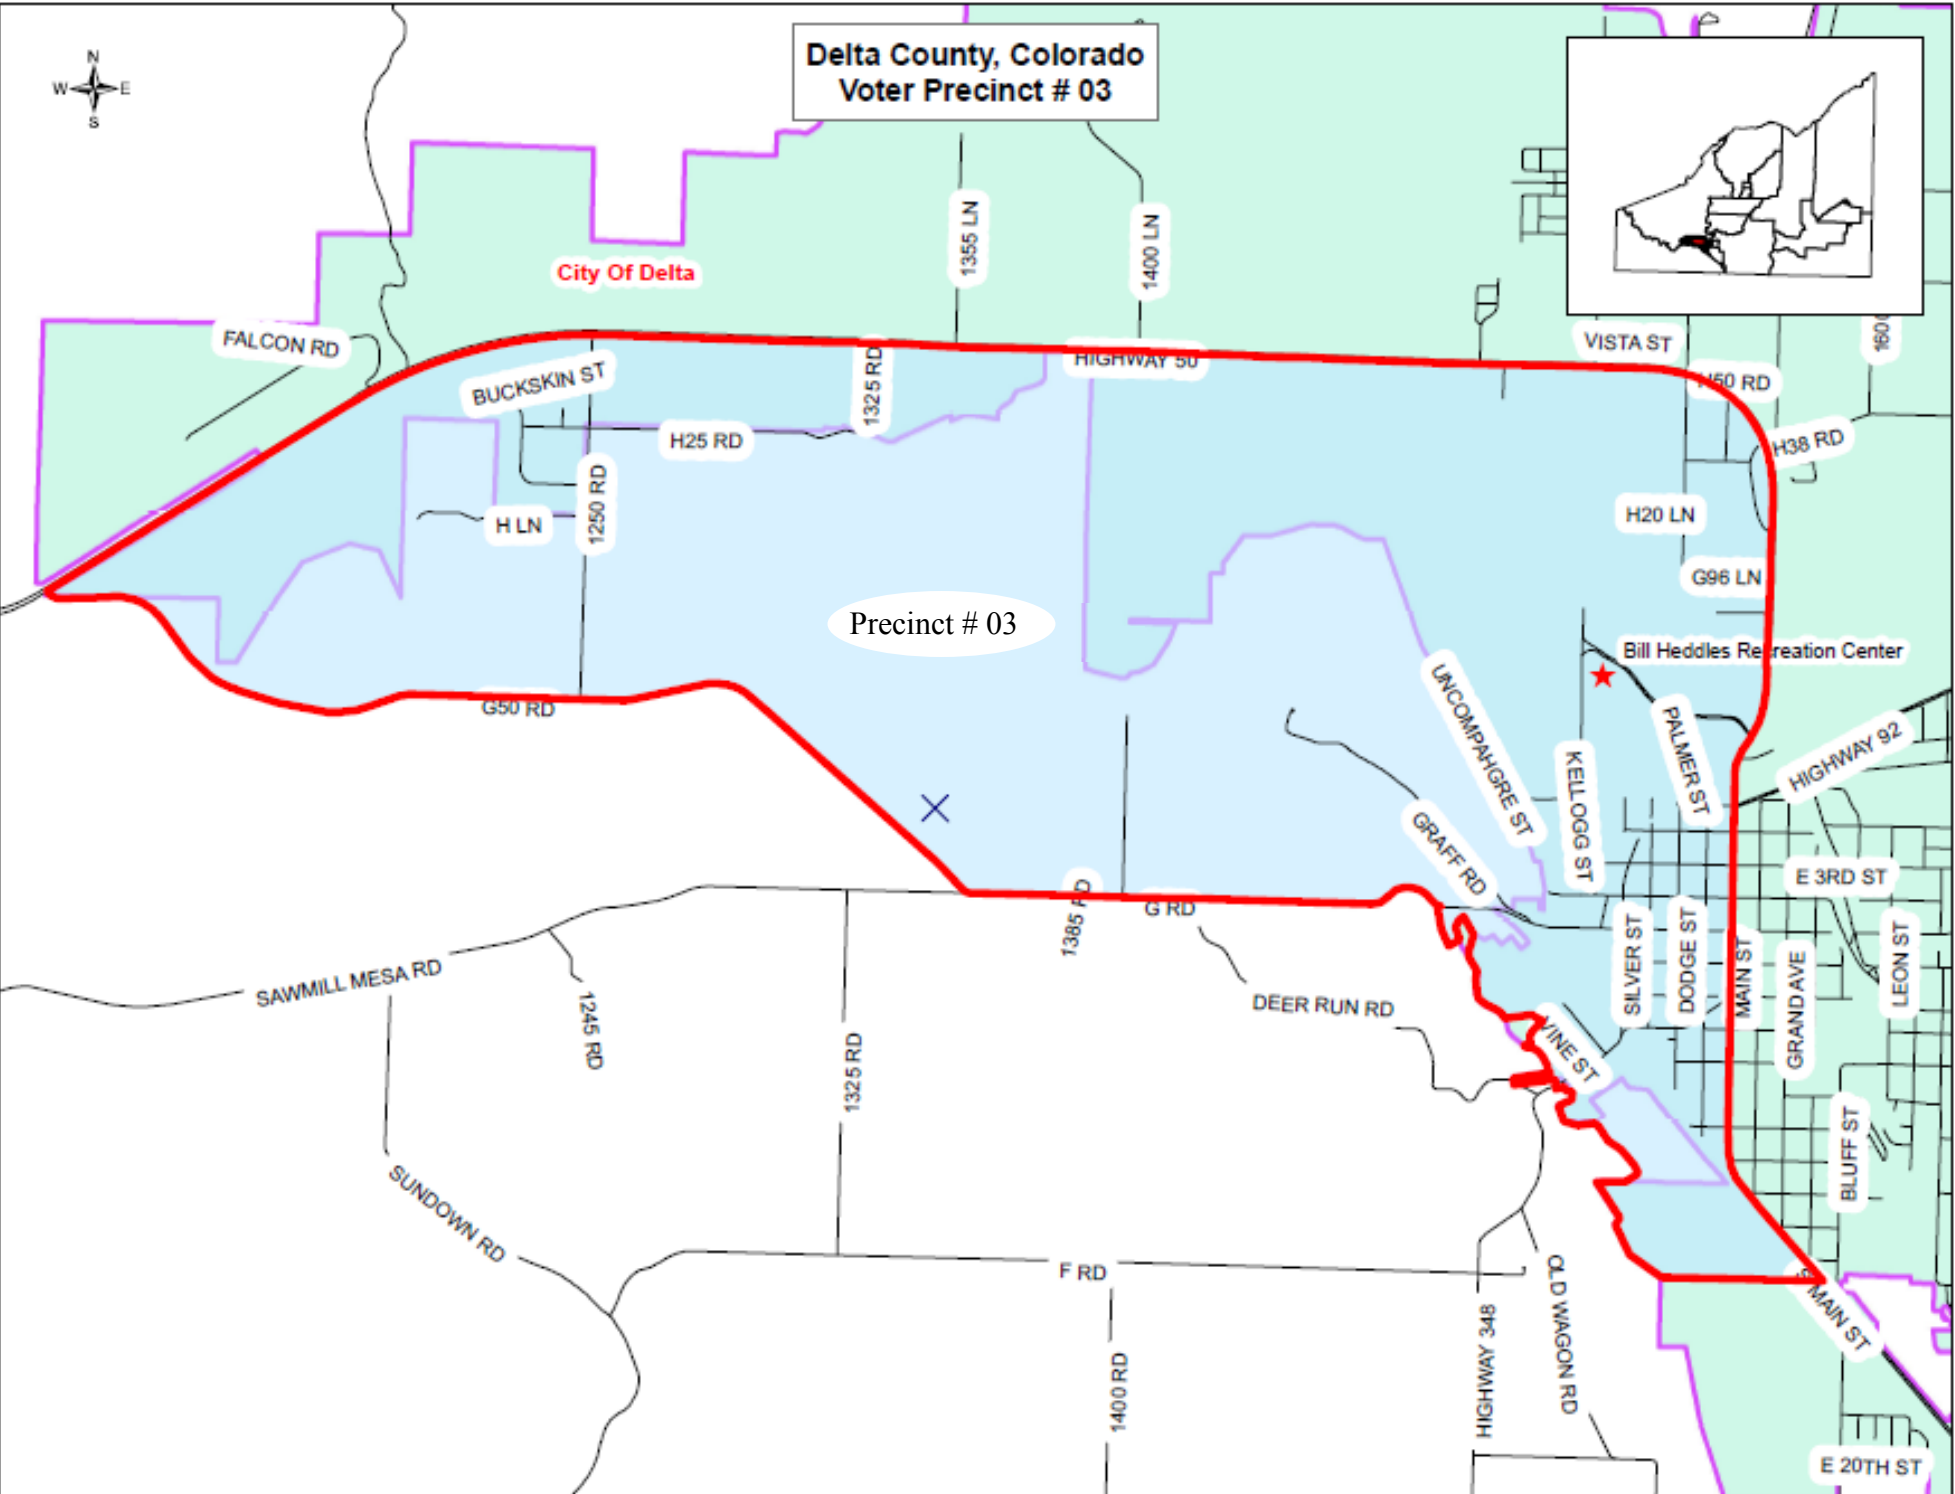 Delta County, Colorado
Voter Precinct # 03
N
W E
S
City Of Delta
1355 LN
1400 LN
FALCON RD
BUCKSKIN ST
1325 RD
HIGHWAY 50
VISTA ST
H50 RD
H25 RD
H38 RD
H LN
1250 RD
H20 LN
G96 LN
Precinct # 03
Bill Heddles Recreation Center
G50 RD
UNCOMPAHGRE ST
KELLOGG ST
PALMER ST
HIGHWAY 92
GRAFF RD
E 3RD ST
1385 RD
G RD
SILVER ST
DODGE ST
MAIN ST
GRAND AVE
LEON ST
SAWMILL MESA RD
1245 RD
DEER RUN RD
VINE ST
1325 RD
BLUFF ST
SUNDOWN RD
F RD
OLD WAGON RD
S MAIN ST
HIGHWAY 348
1400 RD
E 20TH ST